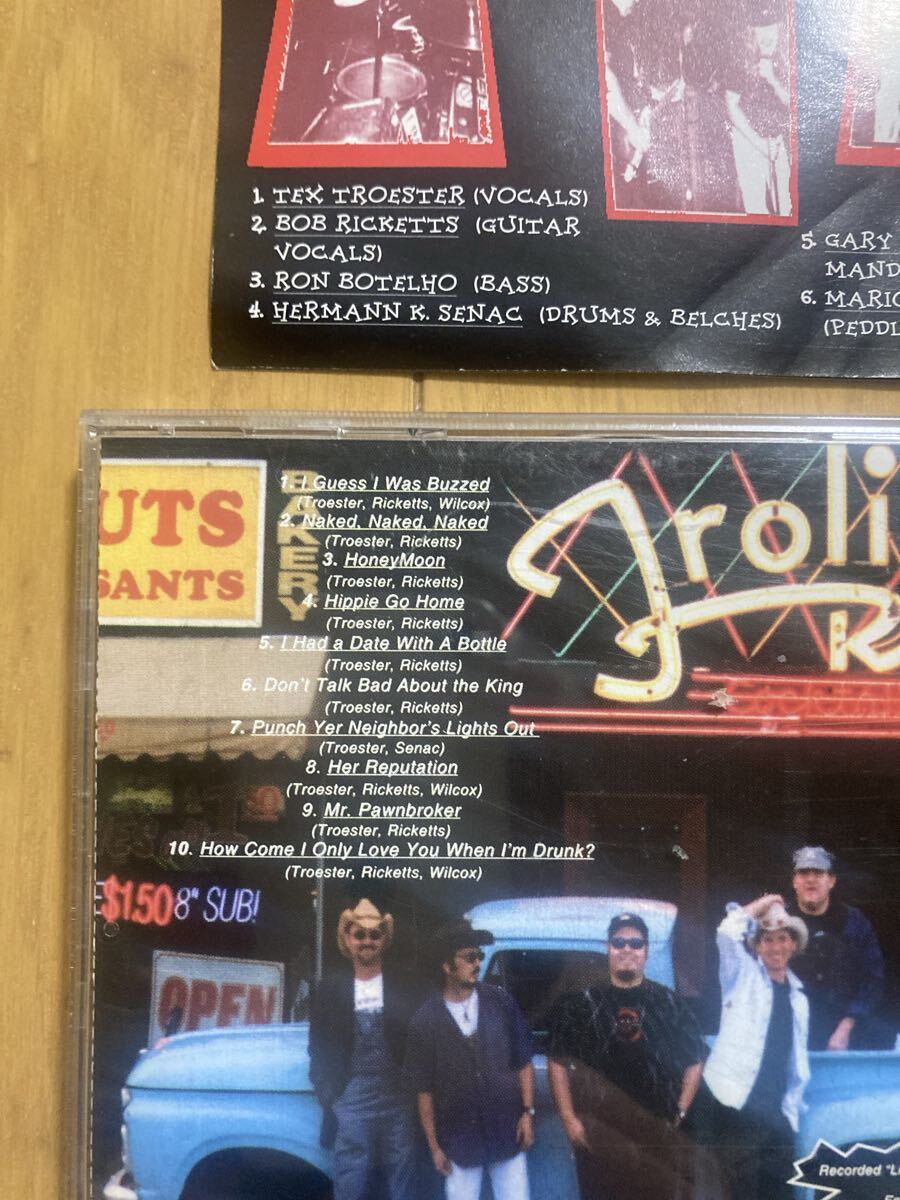 1. TEX TROESTER (VOCALS)
2. BOB RICKETTS (GUITAR
VOCALS)
3. RON BOTELHO (BASS)
4. HERMANN K. SENAC (DRUMS & BELCHES)
5. GARY
6.
UTS
SANTS
BAKERY
1. I Guess I Was Buzzed
(Troester, Ricketts, Wilcox)
2. Naked, Naked, Naked
(Troester, Ricketts)
3. HoneyMoon
(Troester, Ricketts)
4. Hippie Go Home
(Troester, Ricketts)
5. I Had a Date With A Bottle
(Troester, Ricketts)
6. Don't Talk Bad About the King
(Troester, Ricketts)
7. Punch Yer Neighbor's Lights Out
(Troester, Senac)
8. Her Reputation
(Troester, Ricketts, Wilcox)
9. Mr. Pawnbroker
(Troester, Ricketts)
10. How Come I Only Love You When I'm Drunk?
(Troester, Ricketts, Wilcox)
$1.50 8" SUB!
OPEN
Recorded